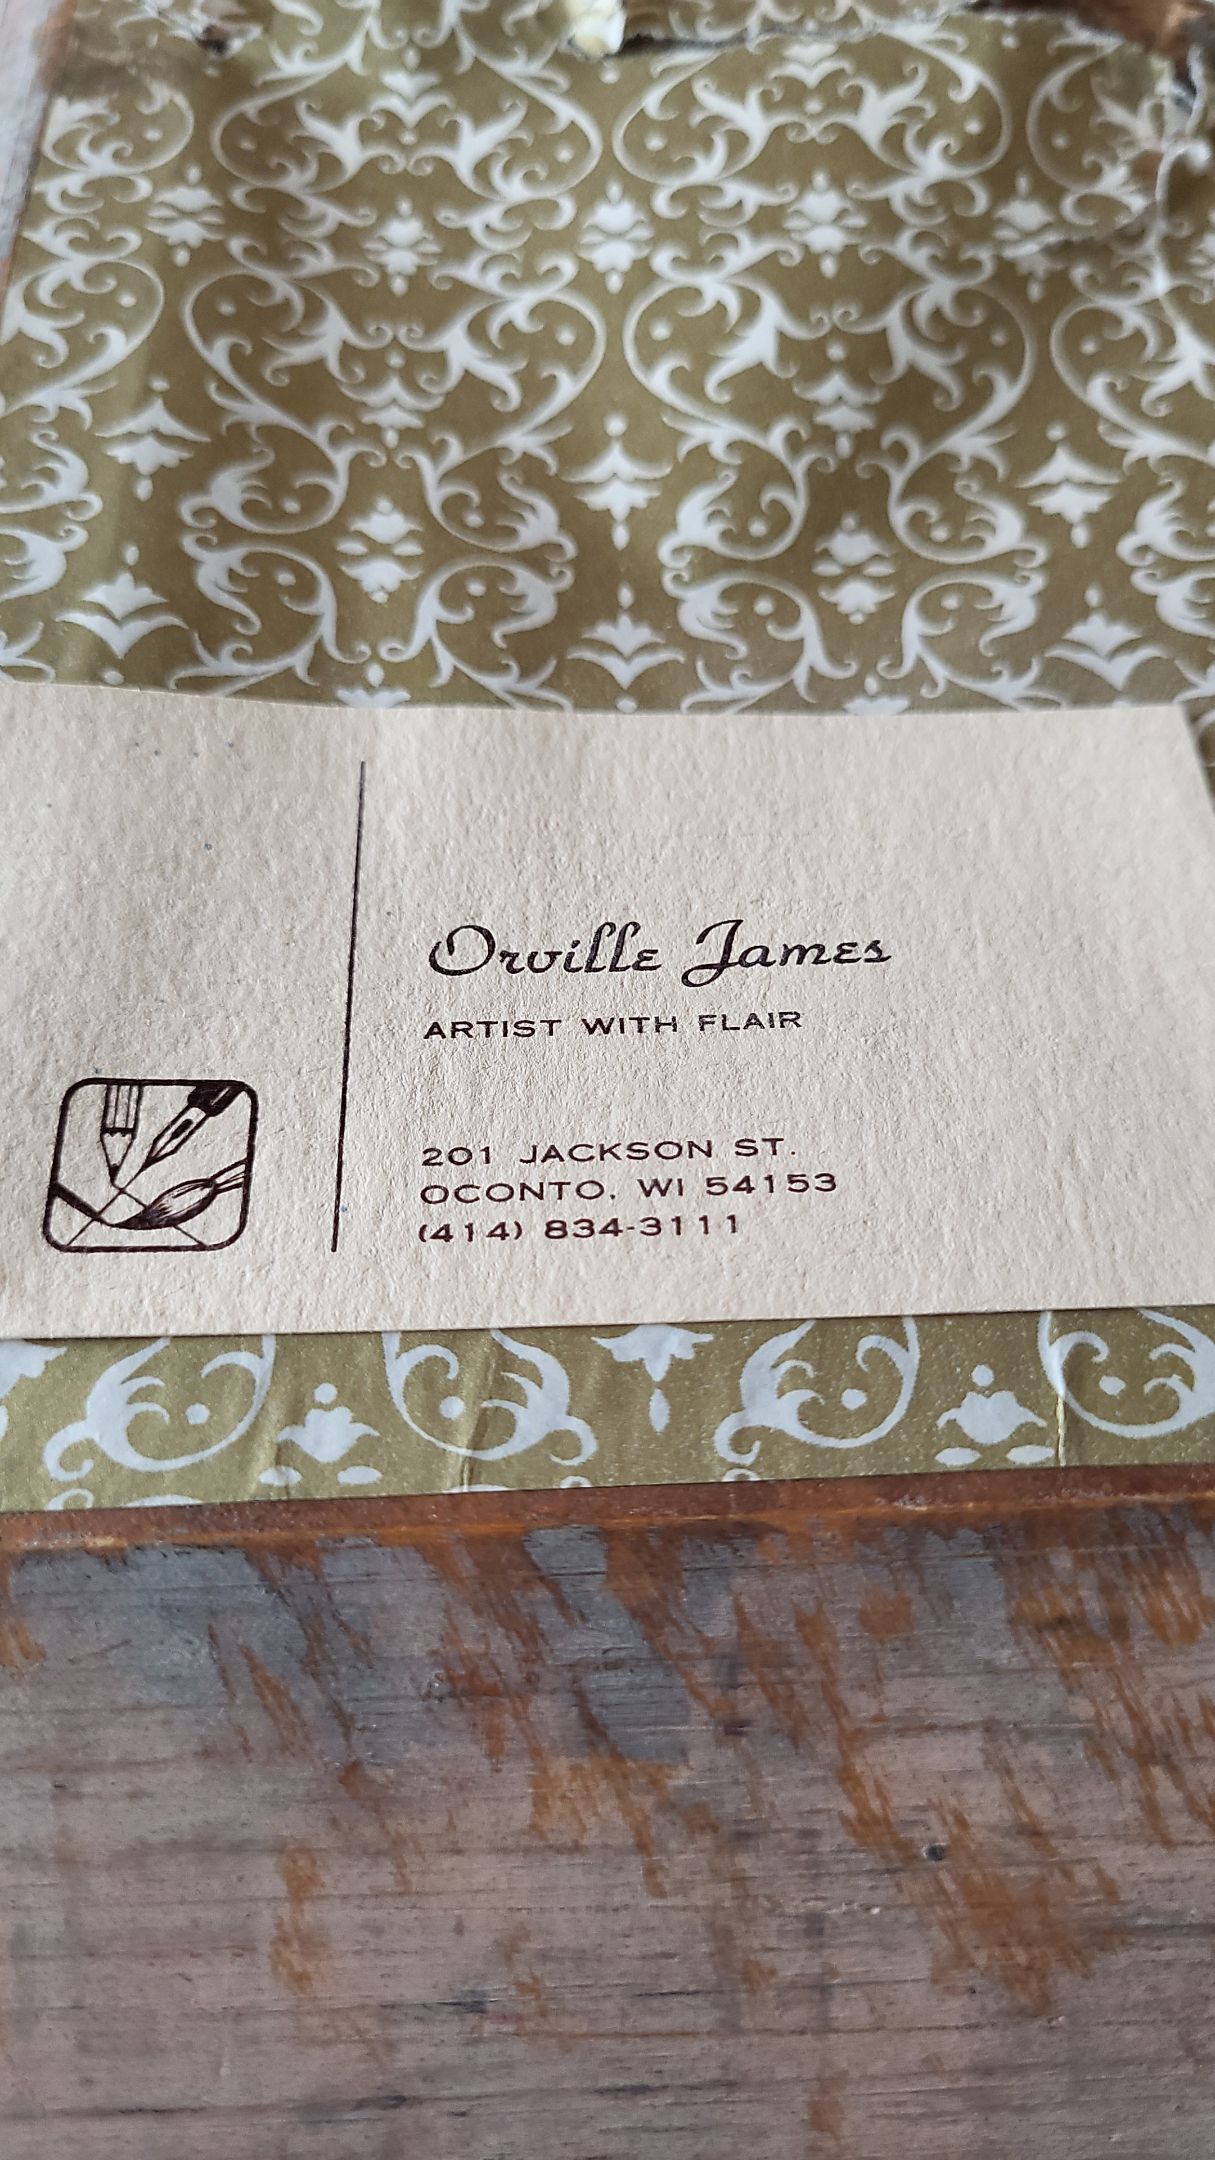 Orville James
ARTIST WITH FLAIR
201 JACKSON ST.
OCONTO, WI 54153
(414) 834-3111